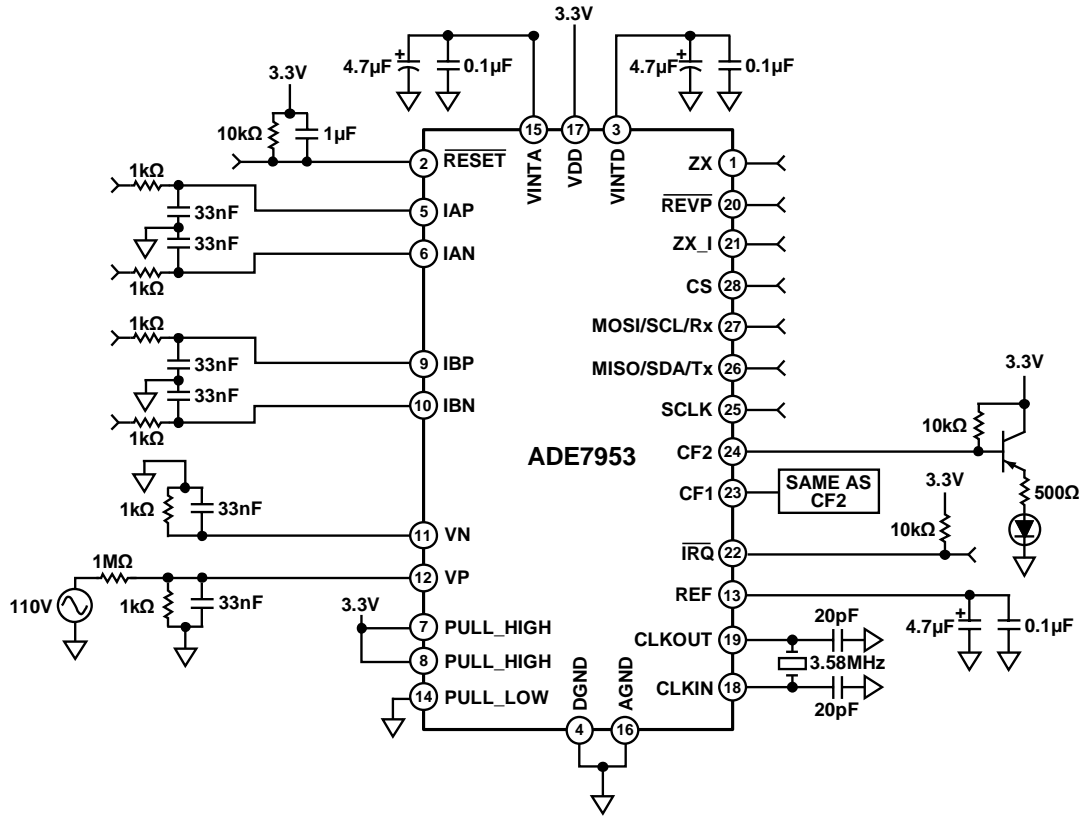 3.3V
4.7µF
+
0.1µF
4.7µF
+
0.1µF
3.3V
10kΩ
1µF
15
17
3
VINTA
VDD
VINTD
2
RESET
1kΩ
33nF
5
IAP
33nF
6
IAN
1kΩ
1kΩ
33nF
9
IBP
33nF
10
IBN
1kΩ
1kΩ
33nF
11
VN
1MΩ
12
VP
110V
1kΩ
33nF
3.3V
7
PULL_HIGH
8
PULL_HIGH
14
PULL_LOW
ADE7953
DGND
AGND
4
16
ZX
1
REVP
20
ZX_I
21
CS
28
MOSI/SCL/Rx
27
MISO/SDA/Tx
26
SCLK
25
3.3V
10kΩ
CF2
24
500Ω
CF1
23
SAME AS
CF2
3.3V
10kΩ
IRQ
22
REF
13
+
4.7µF
0.1µF
CLKOUT
19
20pF
3.58MHz
CLKIN
18
20pF